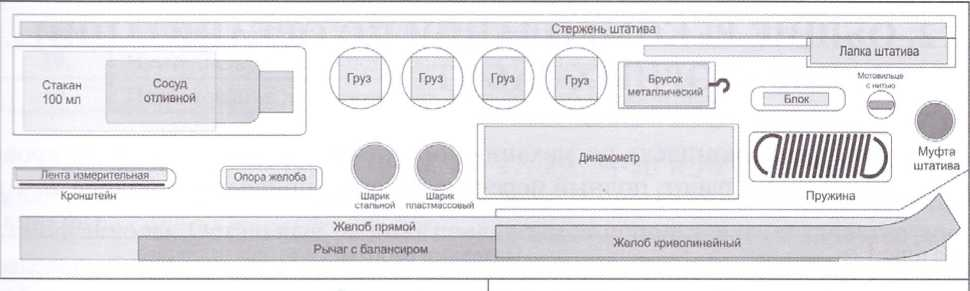 Стержень штатива
Лапка штатива
Стакан
100 мл
Сосуд
отливной
Груз
Груз
Груз
Груз
Брусок
металлический
Мотовильце
с нитью
Блок
Муфта
штатива
Динамометр
Пружина
Лента измерительная
Кронштейн
Опора желоба
Шарик
стальной
Шарик
пластмассовый
Желоб прямой
Рычаг с балансиром
Желоб криволинейный